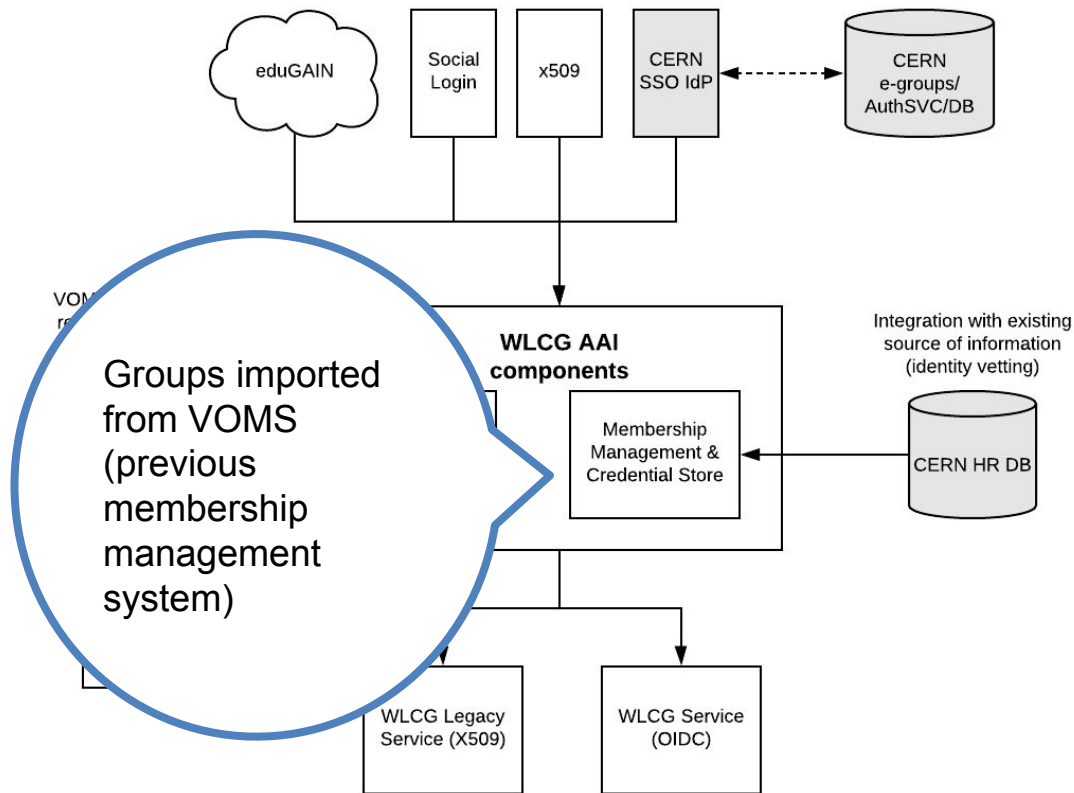 eduGAIN
Social
Login
x509
CERN
SSO IdP
CERN
e-groups/
AuthSVC/DB
WLCG AAI
components
Integration with existing
source of information
(identity vetting)
Groups imported
from VOMS
(previous
membership
management
system)
Membership
Management &
Credential Store
CERN HR DB
WLCG Legacy
Service (X509)
WLCG Service
(OIDC)